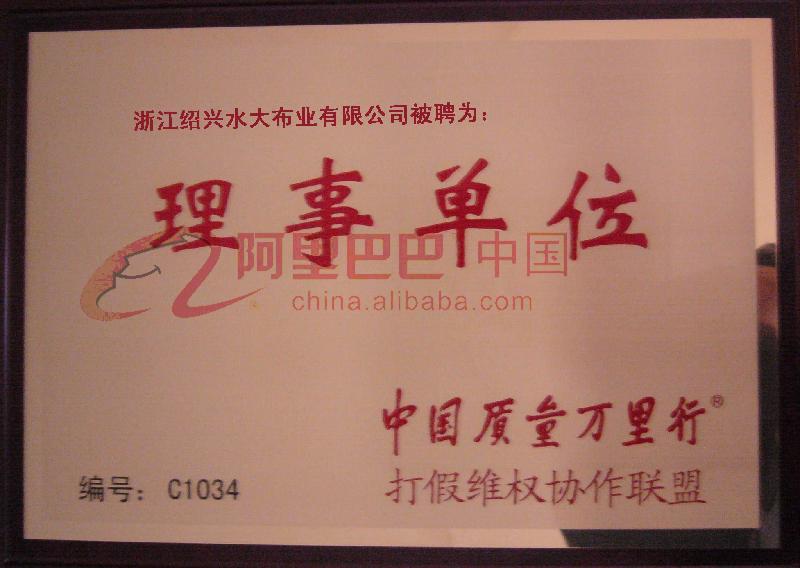 浙江绍兴水大布业有限公司被聘为：
理事单位
阿里巴巴 中国
china.alibaba.com
中国质量万里行®
打假维权协作联盟
编号：C1034